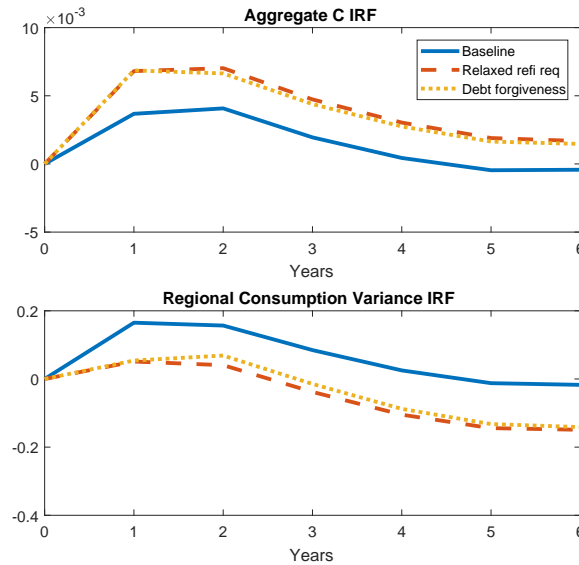 Aggregate C IRF
×10⁻³
10
5
0
-5
Baseline
Relaxed refi req
Debt forgiveness
0 1 2 3 4 5 6
Years
Regional Consumption Variance IRF
0.2
0
-0.2
-0.4
0 1 2 3 4 5 6
Years